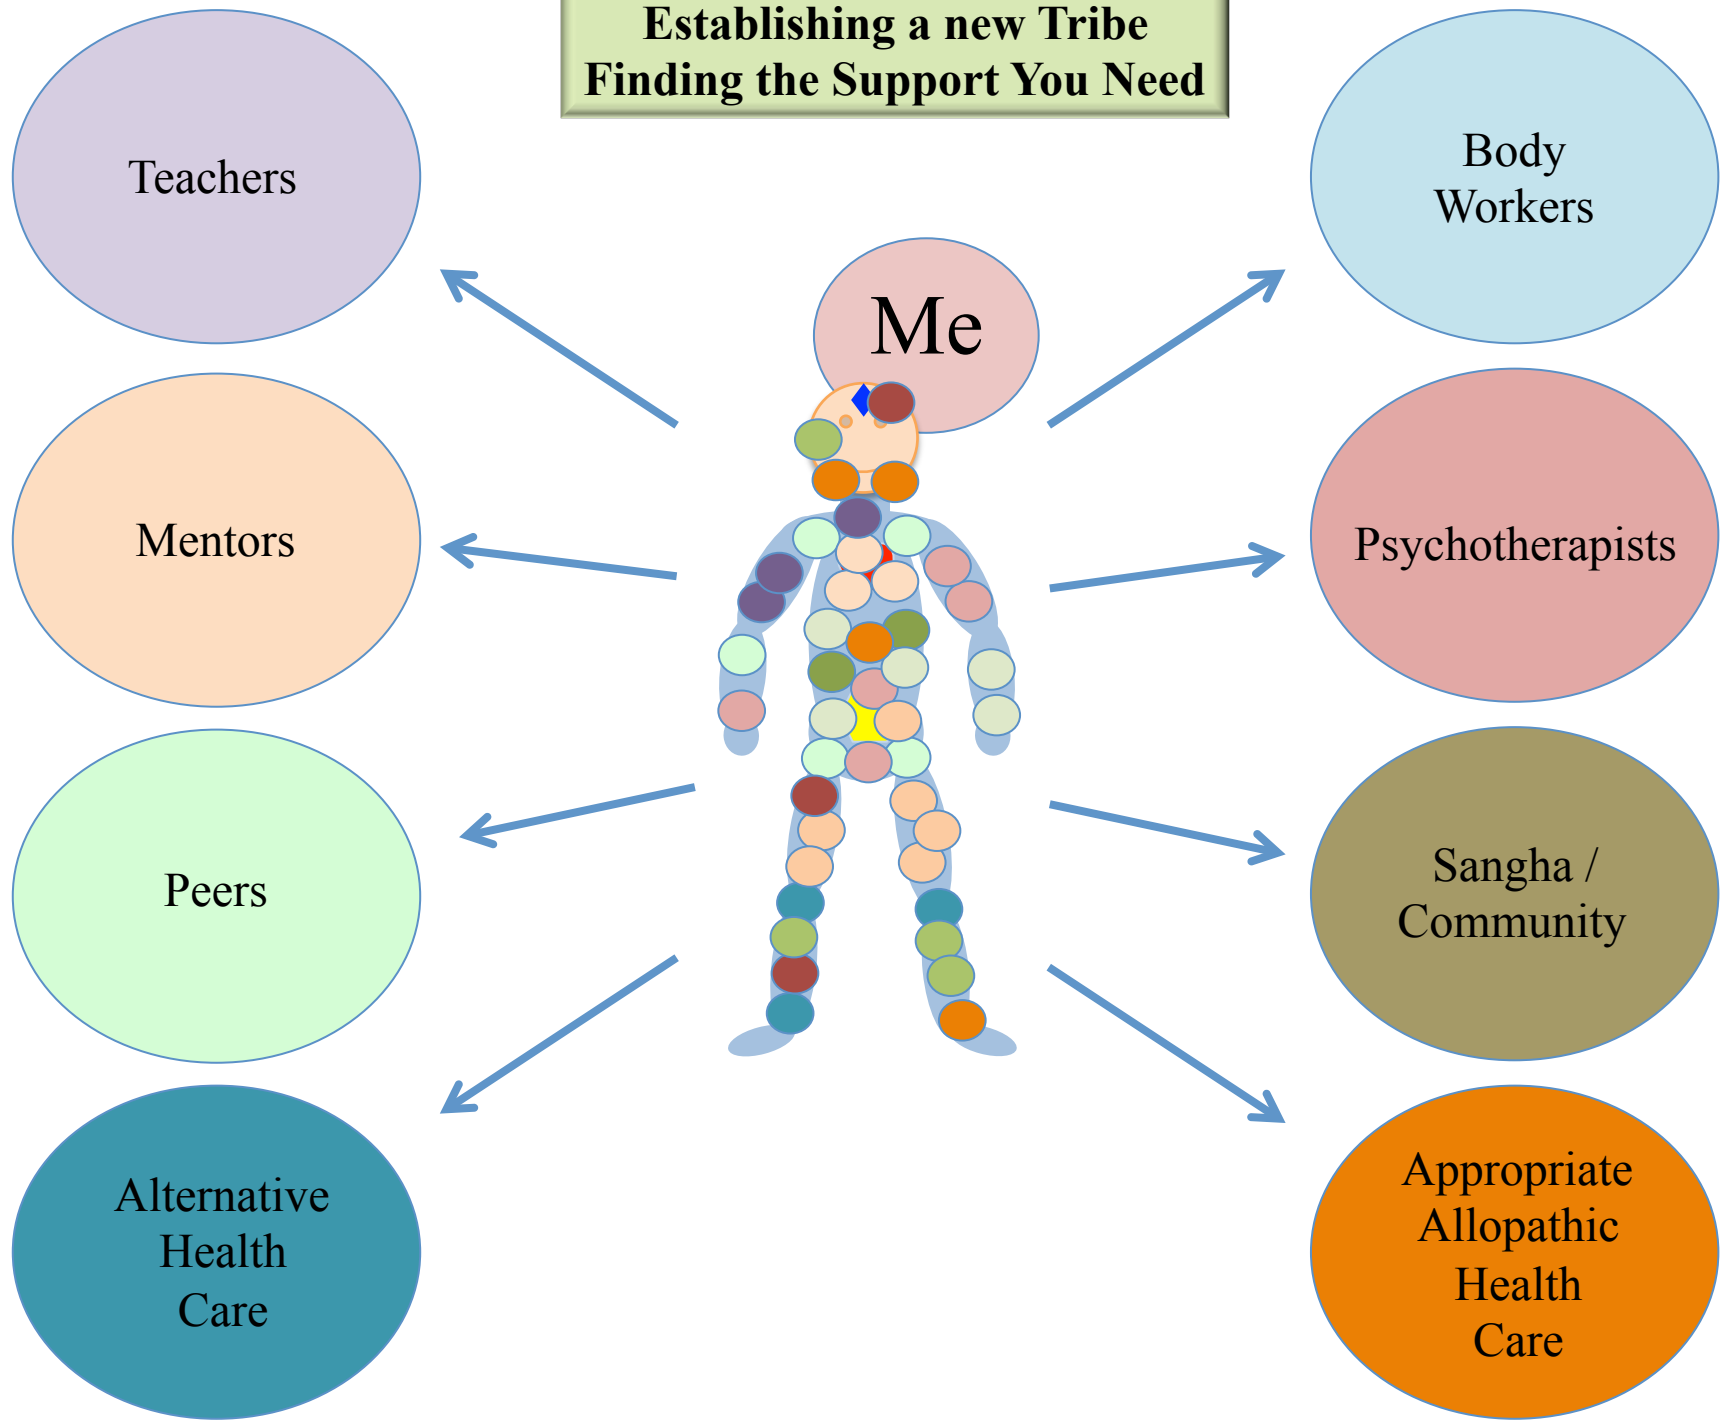 Establishing a new Tribe
Finding the Support You Need
Teachers
Body
Workers
Me
Mentors
Psychotherapists
Peers
Sangha /
Community
Alternative
Health
Care
Appropriate
Allopathic
Health
Care